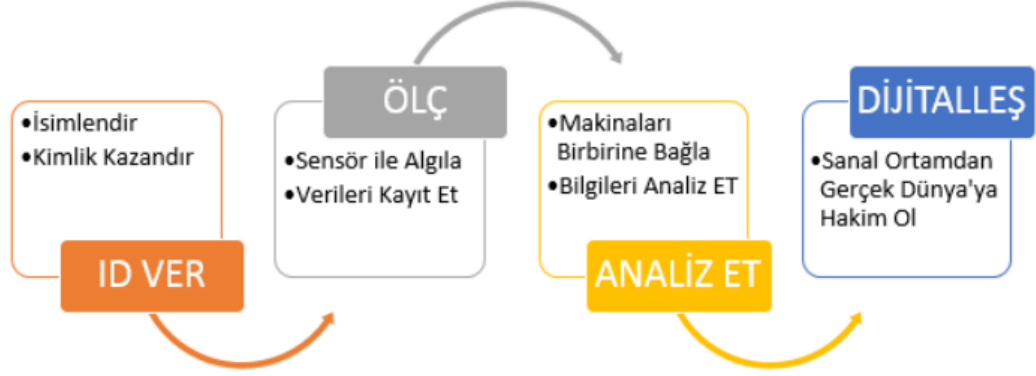 •İsimlendir
•Kimlik Kazandır
ID VER
ÖLÇ
•Sensör ile Algıla
•Verileri Kayıt Et
•Makinaları
Birbirine Bağla
•Bilgileri Analiz ET
ANALİZ ET
DİJİTALLEŞ
•Sanal Ortamdan
Gerçek Dünya'ya
Hakim Ol